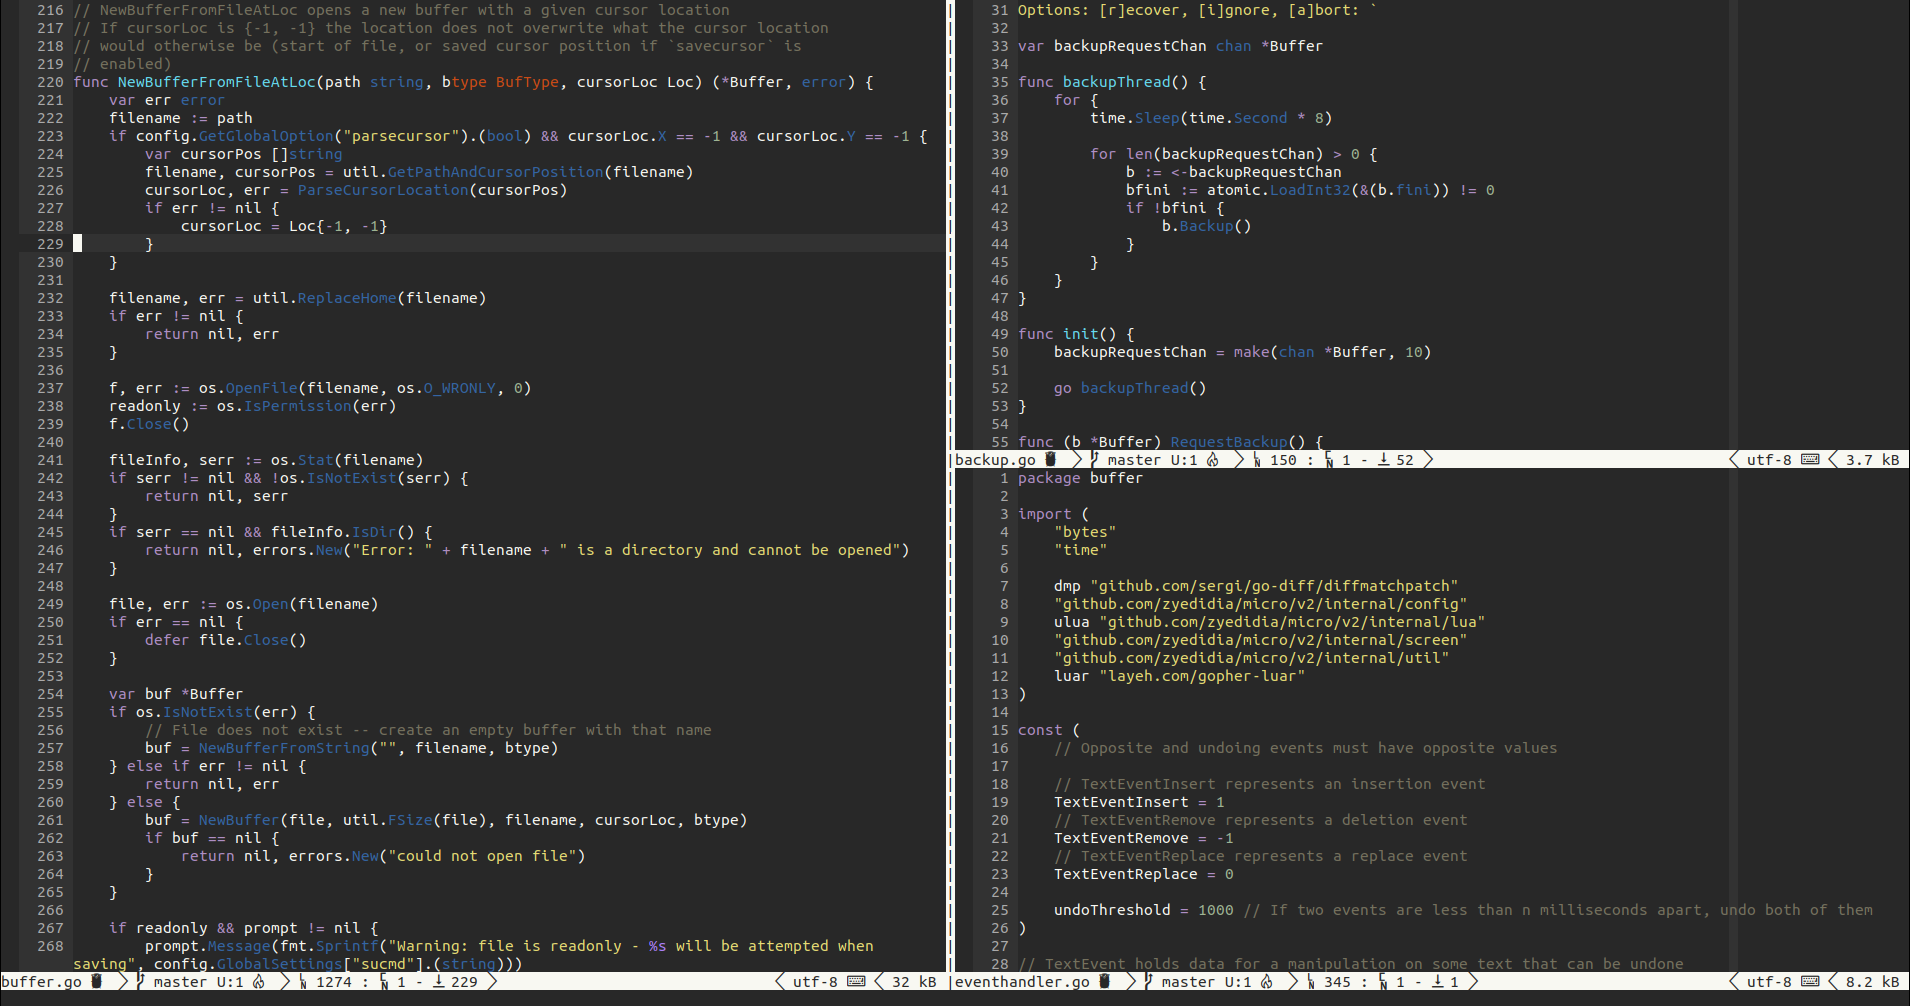 216 // NewBufferFromFileAtLoc opens a new buffer with a given cursor location
217 // If cursorLoc is {-1, -1} the location does not overwrite what the cursor location
218 // would otherwise be (start of file, or saved cursor position if `savecursor` is
219 // enabled)
220 func NewBufferFromFileAtLoc(path string, btype BufType, cursorLoc Loc) (*Buffer, error) {
221     var err error
222     filename := path
223     if config.GetGlobalOption("parsecursor").(bool) && cursorLoc.X == -1 && cursorLoc.Y == -1 {
224         var cursorPos []string
225         filename, cursorPos = util.GetPathAndCursorPosition(filename)
226         cursorLoc, err = ParseCursorLocation(cursorPos)
227         if err != nil {
228             cursorLoc = Loc{-1, -1}
229         }
230     }
231
232     filename, err = util.ReplaceHome(filename)
233     if err != nil {
234         return nil, err
235     }
236
237     f, err := os.OpenFile(filename, os.O_WRONLY, 0)
238     readonly := os.IsPermission(err)
239     f.Close()
240
241     fileInfo, serr := os.Stat(filename)
242     if serr != nil && !os.IsNotExist(serr) {
243         return nil, serr
244     }
245     if serr == nil && fileInfo.IsDir() {
246         return nil, errors.New("Error: " + filename + " is a directory and cannot be opened")
247     }
248
249     file, err := os.Open(filename)
250     if err == nil {
251         defer file.Close()
252     }
253
254     var buf *Buffer
255     if os.IsNotExist(err) {
256         // File does not exist -- create an empty buffer with that name
257         buf = NewBufferFromString("", filename, btype)
258     } else if err != nil {
259         return nil, err
260     } else {
261         buf = NewBuffer(file, util.FSize(file), filename, cursorLoc, btype)
262         if buf == nil {
263             return nil, errors.New("could not open file")
264         }
265     }
266
267     if readonly && prompt != nil {
268         prompt.Message(fmt.Sprintf("Warning: file is readonly - %s will be attempted when
saving", config.GlobalSettings["sucmd"].(string)))
buffer.go master U:1 1274 : 1 - 229 utf-8 32 kB
31 Options: [r]ecover, [i]gnore, [a]bort: `
32
33 var backupRequestChan chan *Buffer
34
35 func backupThread() {
36     for {
37         time.Sleep(time.Second * 8)
38
39         for len(backupRequestChan) > 0 {
40             b := <-backupRequestChan
41             bfini := atomic.LoadInt32(&(b.fini)) != 0
42             if !bfini {
43                 b.Backup()
44             }
45         }
46     }
47 }
48
49 func init() {
50     backupRequestChan = make(chan *Buffer, 10)
51
52     go backupThread()
53 }
54
55 func (b *Buffer) RequestBackup() {
backup.go master U:1 150 : 1 - 52 utf-8 3.7 kB
1 package buffer
2
3 import (
4     "bytes"
5     "time"
6
7     dmp "github.com/sergi/go-diff/diffmatchpatch"
8     "github.com/zyedidia/micro/v2/internal/config"
9     ulua "github.com/zyedidia/micro/v2/internal/lua"
10     "github.com/zyedidia/micro/v2/internal/screen"
11     "github.com/zyedidia/micro/v2/internal/util"
12     luar "layeh.com/gopher-luar"
13 )
14
15 const (
16     // Opposite and undoing events must have opposite values
17
18     // TextEventInsert represents an insertion event
19     TextEventInsert = 1
20     // TextEventRemove represents a deletion event
21     TextEventRemove = -1
22     // TextEventReplace represents a replace event
23     TextEventReplace = 0
24
25     undoThreshold = 1000 // If two events are less than n milliseconds apart, undo both of them
26 )
27
28 // TextEvent holds data for a manipulation on some text that can be undone
eventhandler.go master U:1 345 : 1 - 1 utf-8 8.2 kB